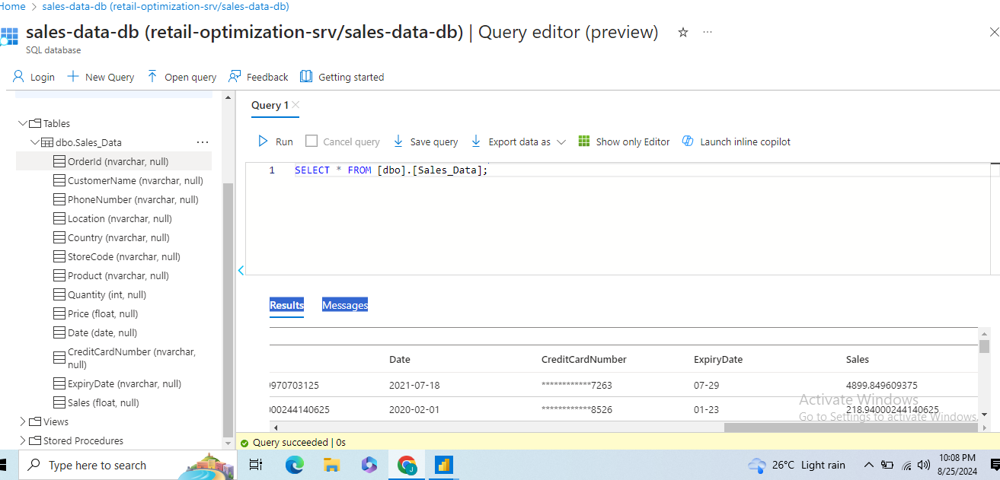 Home > sales-data-db (retail-optimization-srv/sales-data-db)
sales-data-db (retail-optimization-srv/sales-data-db) | Query editor (preview)
SQL database
Login New Query Open query Feedback Getting started
Tables
dbo.Sales_Data
OrderId (nvarchar, null)
CustomerName (nvarchar, null)
PhoneNumber (nvarchar, null)
Location (nvarchar, null)
Country (nvarchar, null)
StoreCode (nvarchar, null)
Product (nvarchar, null)
Quantity (int, null)
Price (float, null)
Date (date, null)
CreditCardNumber (nvarchar,
null)
ExpiryDate (nvarchar, null)
Sales (float, null)
Views
Stored Procedures
Query 1
Run Cancel query Save query Export data as Show only Editor Launch inline copilot
1 SELECT * FROM [dbo].[Sales_Data];
Results Messages
Date CreditCardNumber ExpiryDate Sales
970703125 2021-07-18 ************7263 07-29 4899.849609375
00244140625 2020-02-01 ************8526 01-23 218.94000244140625
Activate Windows
Go to Settings to activate Windows.
Query succeeded | 0s
Type here to search
26°C Light rain
10:08 PM
8/25/2024